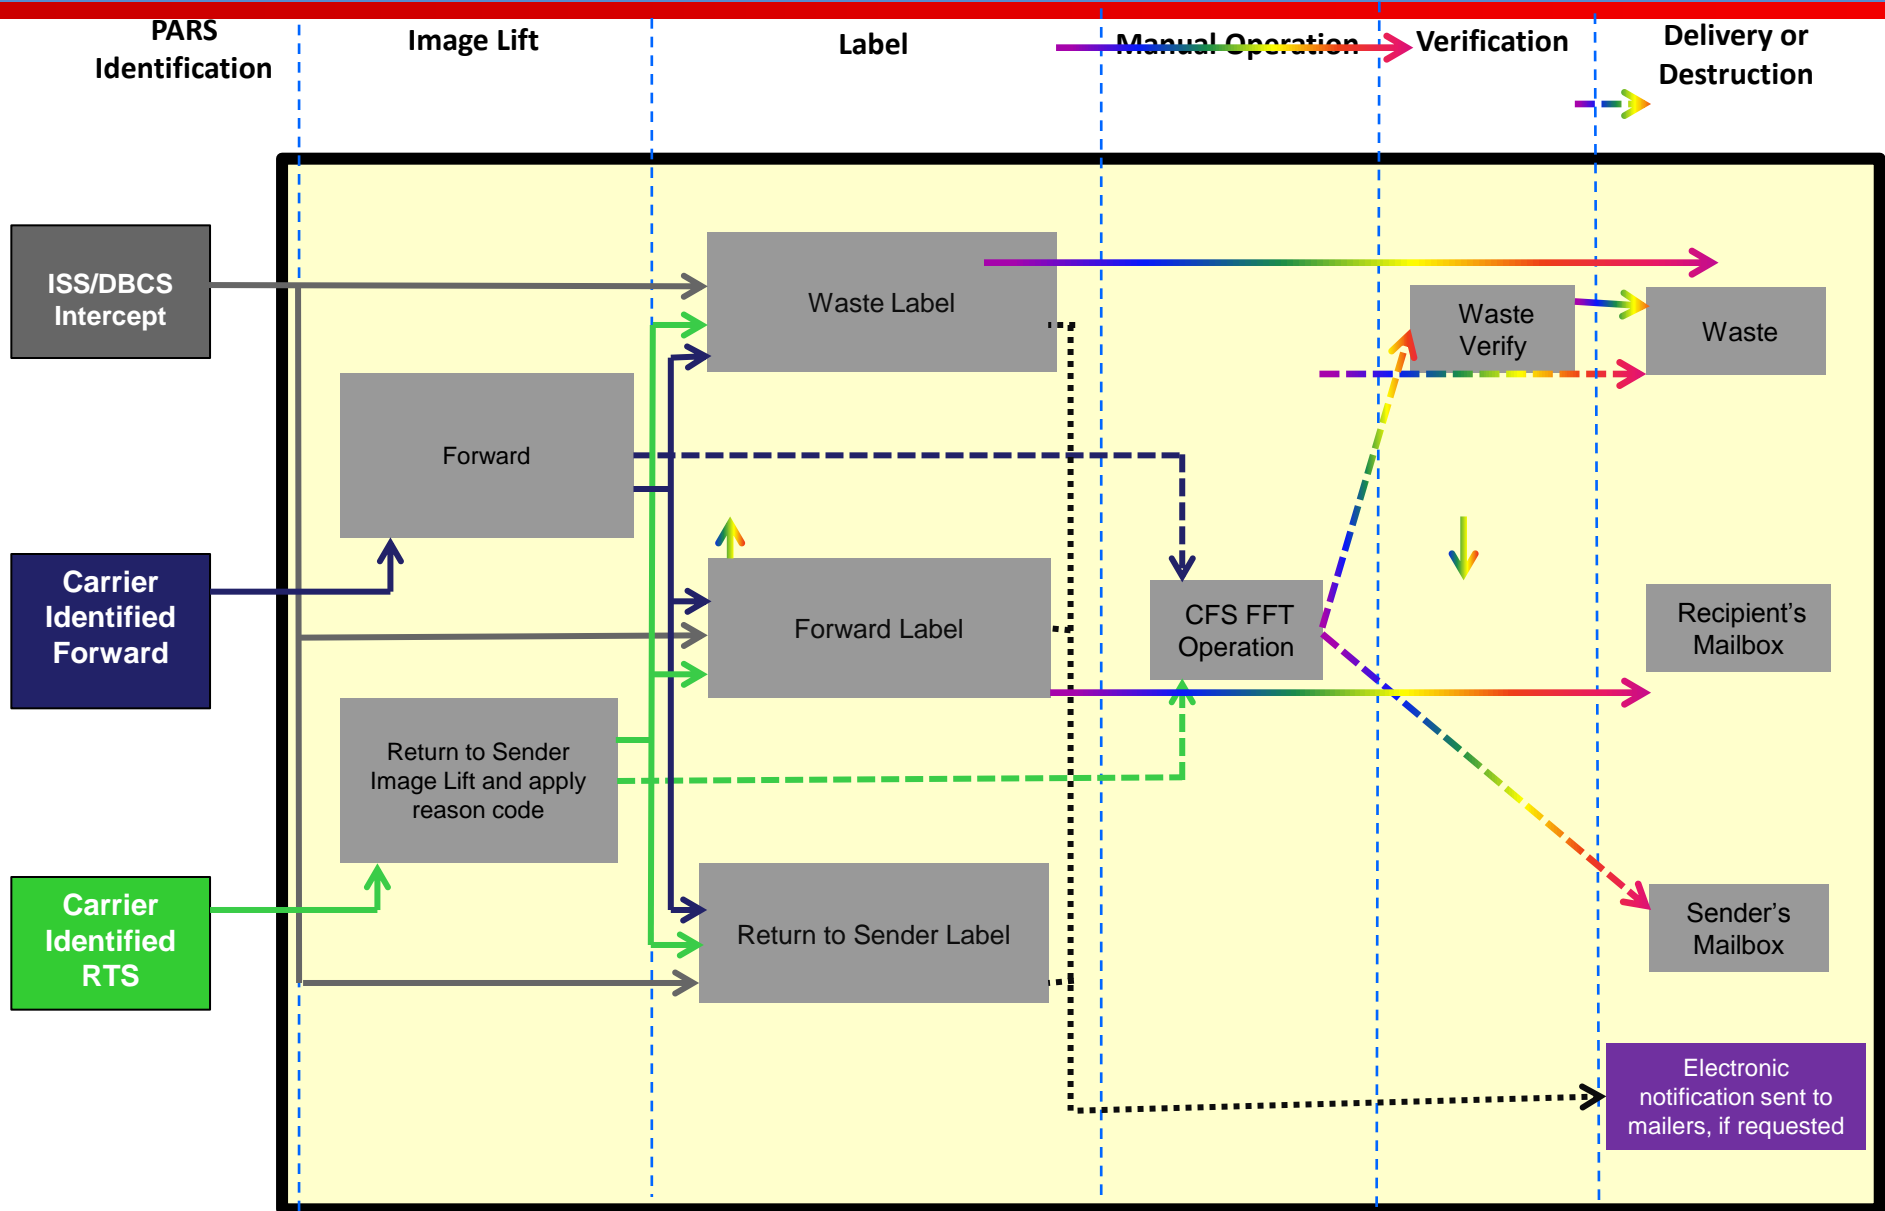 PARS
Identification
Image Lift
Label
Manual Operation
Verification
Delivery or
Destruction
ISS/DBCS
Intercept
Waste Label
Waste
Verify
Waste
Forward
Carrier
Identified
Forward
Forward Label
CFS FFT
Operation
Recipient's
Mailbox
Return to Sender
Image Lift and apply
reason code
Carrier
Identified
RTS
Return to Sender Label
Sender's
Mailbox
Electronic
notification sent to
mailers, if requested